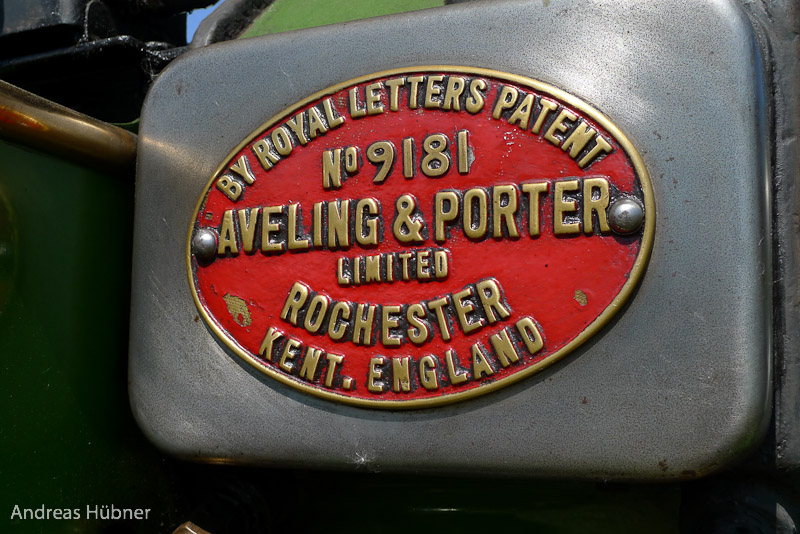 BY ROYAL LETTERS PATENT
No 9181
AVELING & PORTER
LIMITED
ROCHESTER
KENT. ENGLAND
Andreas Hübner